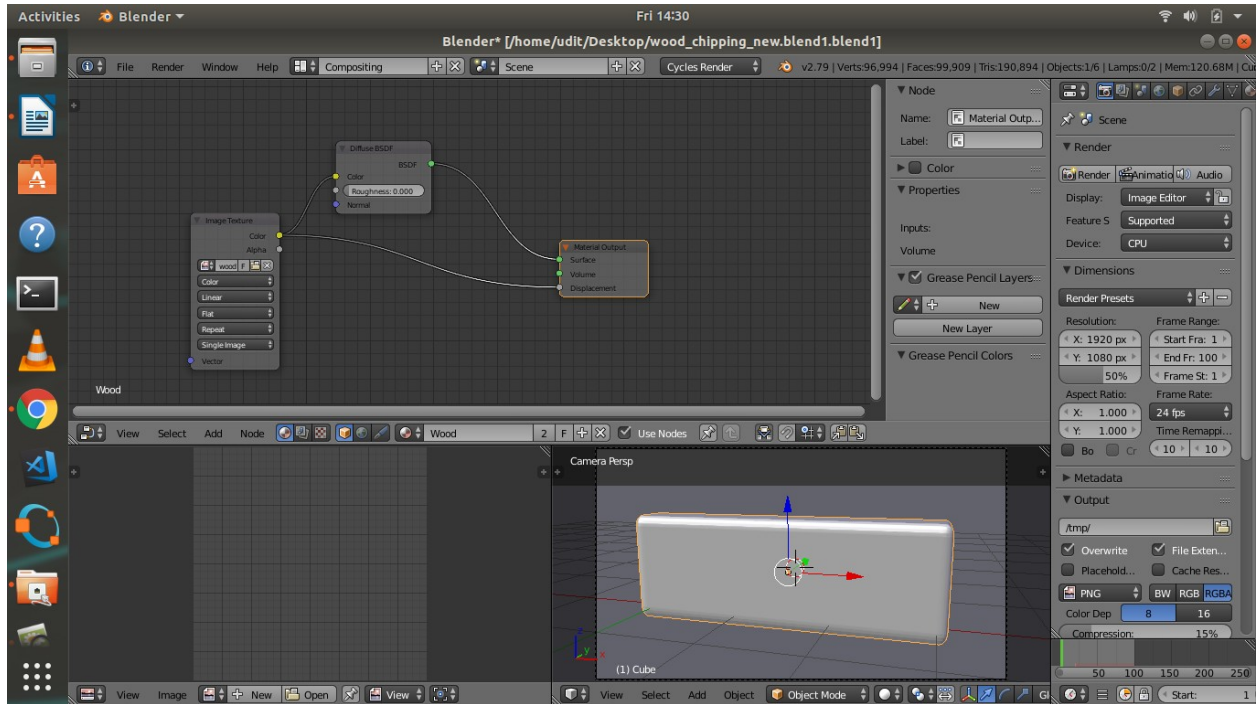 Activities Blender Fri 14:30
Blender* [/home/udit/Desktop/wood_chipping_new.blend1.blend1]
File Render Window Help Compositing Scene Cycles Render v2.79 | Verts:96,994 | Faces:99,909 | Tris:190,894 | Objects:1/6 | Lamps:0/2 | Mem:120.68M | Cu
Diffuse BSDF
BSDF
Color
Roughness: 0.000
Normal
Image Texture
Color
Alpha
wood F
Color
Linear
Flat
Repeat
Single Image
Vector
Material Output
Surface
Volume
Displacement
Wood
Node
Name: Material Outp...
Label:
Color
Properties
Inputs:
Volume
Grease Pencil Layers
New
New Layer
Grease Pencil Colors
View Select Add Node Wood 2 F Use Nodes
Camera Persp
z
y x
(1) Cube
View Image New Open View
View Select Add Object Object Mode Gl
Scene
Render
Render Animatio Audio
Display: Image Editor
Feature S Supported
Device: CPU
Dimensions
Render Presets
Resolution: Frame Range:
X: 1920 px Start Fra: 1
Y: 1080 px End Fr: 100
50% Frame St: 1
Aspect Ratio: Frame Rate:
X: 1.000 24 fps
Y: 1.000 Time Remappi...
Bo Cr 10 10
Metadata
Output
/tmp/
Overwrite File Exten...
Placehold... Cache Res...
PNG BW RGB RGBA
Color Dep 8 16
Compression: 15%
50 100 150 200 250
Start: 1